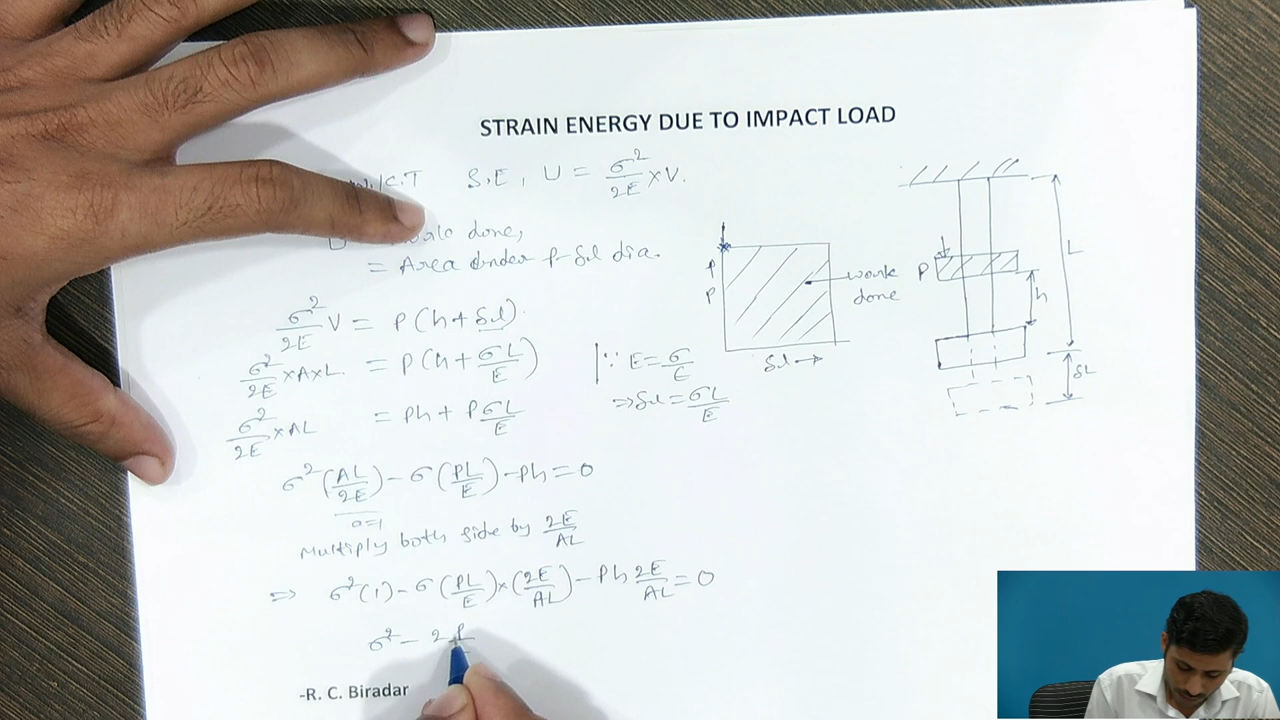 STRAIN ENERGY DUE TO IMPACT LOAD
S.E, U = σ²/2E × V.
done,
= Area under P-δl dia.
σ²/2E V = P(h + δl)
σ²/2E × A × L = P(h + σL/E)
∵ E = σ/ε
σ²/2E × AL = Ph + P σL/E
⇒ δl = σL/E
σ²(AL/2E) - σ(PL/E) - Ph = 0
a=1
Multiply both side by 2E/AL
⇒ σ²(1) - σ(PL/E) × (2E/AL) - Ph 2E/AL = 0
σ² - 2P
-R. C. Biradar
P
P
work
done
δl →
P
h
L
δL